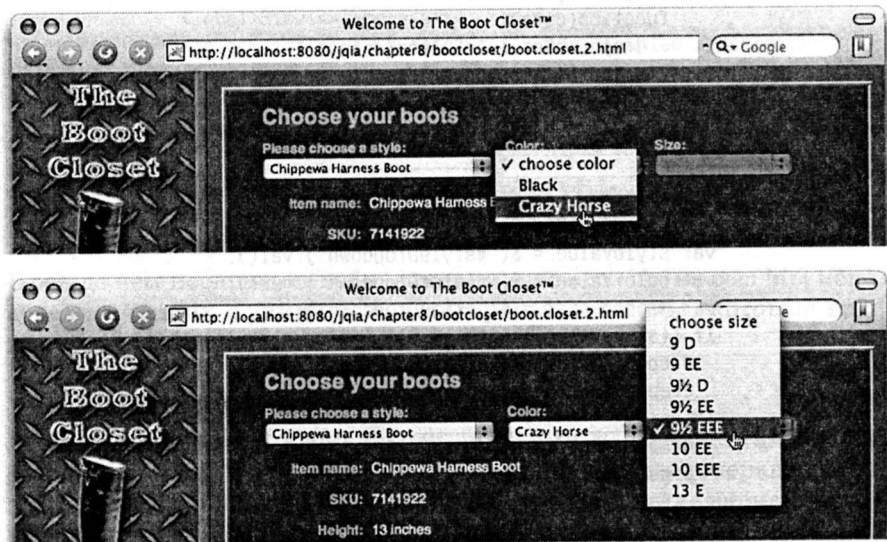 Welcome to The Boot Closet™
http://localhost:8080/jqia/chapter8/bootcloset/boot.closet.2.html
Google
The
Boot
Closet
Choose your boots
Please choose a style:
Color:
Size:
Chippewa Harness Boot
✓ choose color
Black
Crazy Horse
Item name: Chippewa Harness B
SKU: 7141922
Welcome to The Boot Closet™
http://localhost:8080/jqia/chapter8/bootcloset/boot.closet.2.html
e
The
Boot
Closet
Choose your boots
Please choose a style:
Color:
Chippewa Harness Boot
Crazy Horse
choose size
9 D
9 EE
9½ D
9½ EE
✓ 9½ EEE
10 EE
10 EEE
13 E
Item name: Chippewa Harness Boot
SKU: 7141922
Height: 13 inches